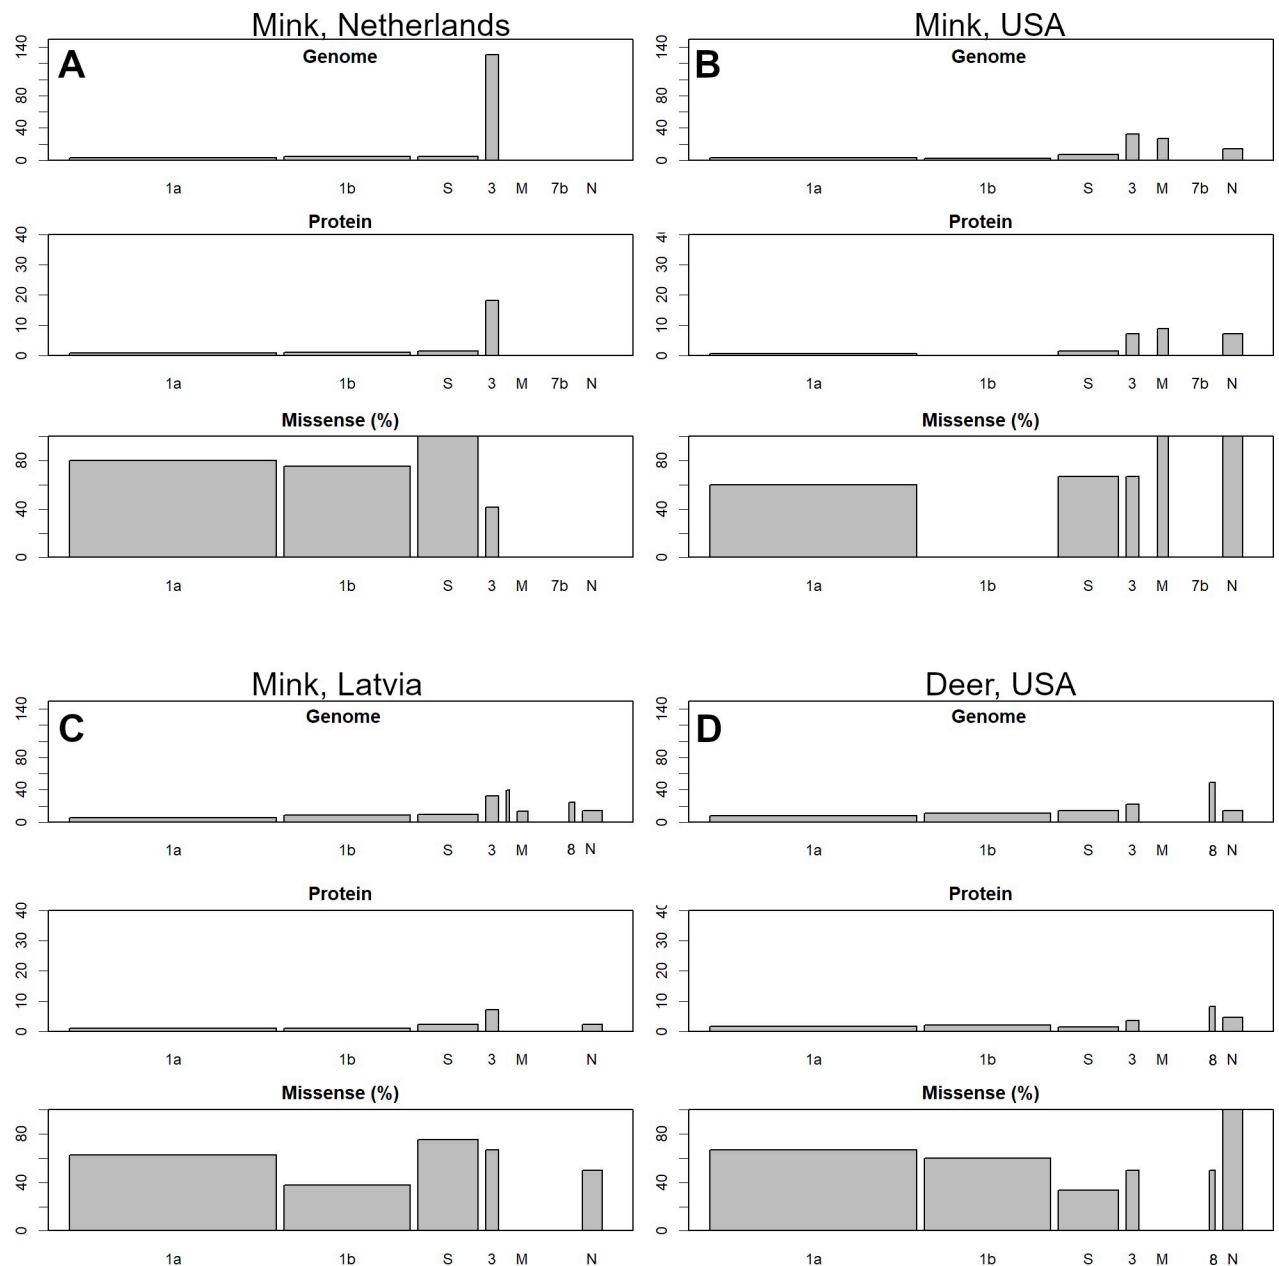 Mink, Netherlands
A
Genome
0 40 80 140
1a 1b S 3 M 7b N
Protein
0 10 20 30 40
1a 1b S 3 M 7b N
Missense (%)
0 40 80
1a 1b S 3 M 7b N
Mink, USA
B
Genome
0 40 80 140
1a 1b S 3 M 7b N
Protein
0 10 20 30
1a 1b S 3 M 7b N
Missense (%)
0 40 80
1a 1b S 3 M 7b N
Mink, Latvia
C
Genome
0 40 80 140
1a 1b S 3 M 8 N
Protein
0 10 20 30 40
1a 1b S 3 M N
Missense (%)
0 40 80
1a 1b S 3 M N
Deer, USA
D
Genome
0 40 80 140
1a 1b S 3 M 8 N
Protein
0 10 20 30
1a 1b S 3 M 8 N
Missense (%)
0 40 80
1a 1b S 3 M 8 N